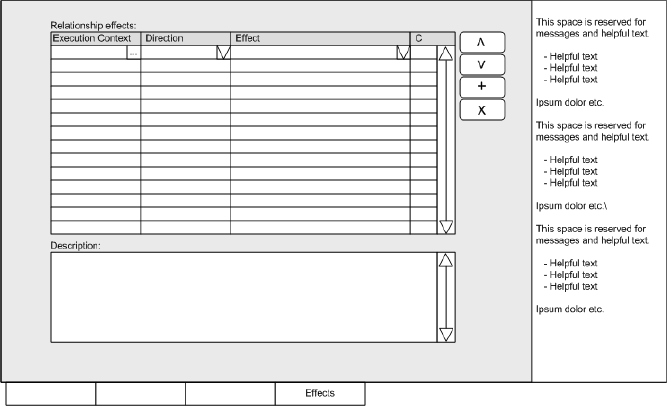 Relationship effects:
Execution Context Direction Effect C
...
Λ
V
+
X
Description:
This space is reserved for
messages and helpful text.
- Helpful text
- Helpful text
- Helpful text
Ipsum dolor etc.
This space is reserved for
messages and helpful text.
- Helpful text
- Helpful text
- Helpful text
Ipsum dolor etc.\
This space is reserved for
messages and helpful text.
- Helpful text
- Helpful text
- Helpful text
Ipsum dolor etc.
Effects